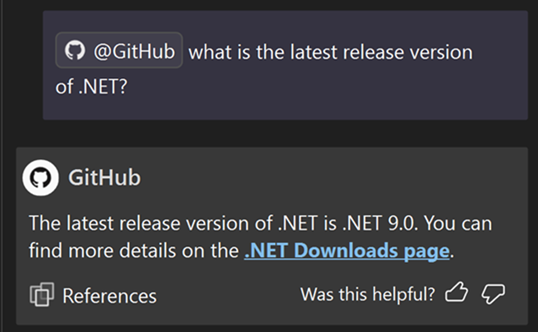 @GitHub what is the latest release version
of .NET?
GitHub
The latest release version of .NET is .NET 9.0. You can
find more details on the .NET Downloads page.
References
Was this helpful?